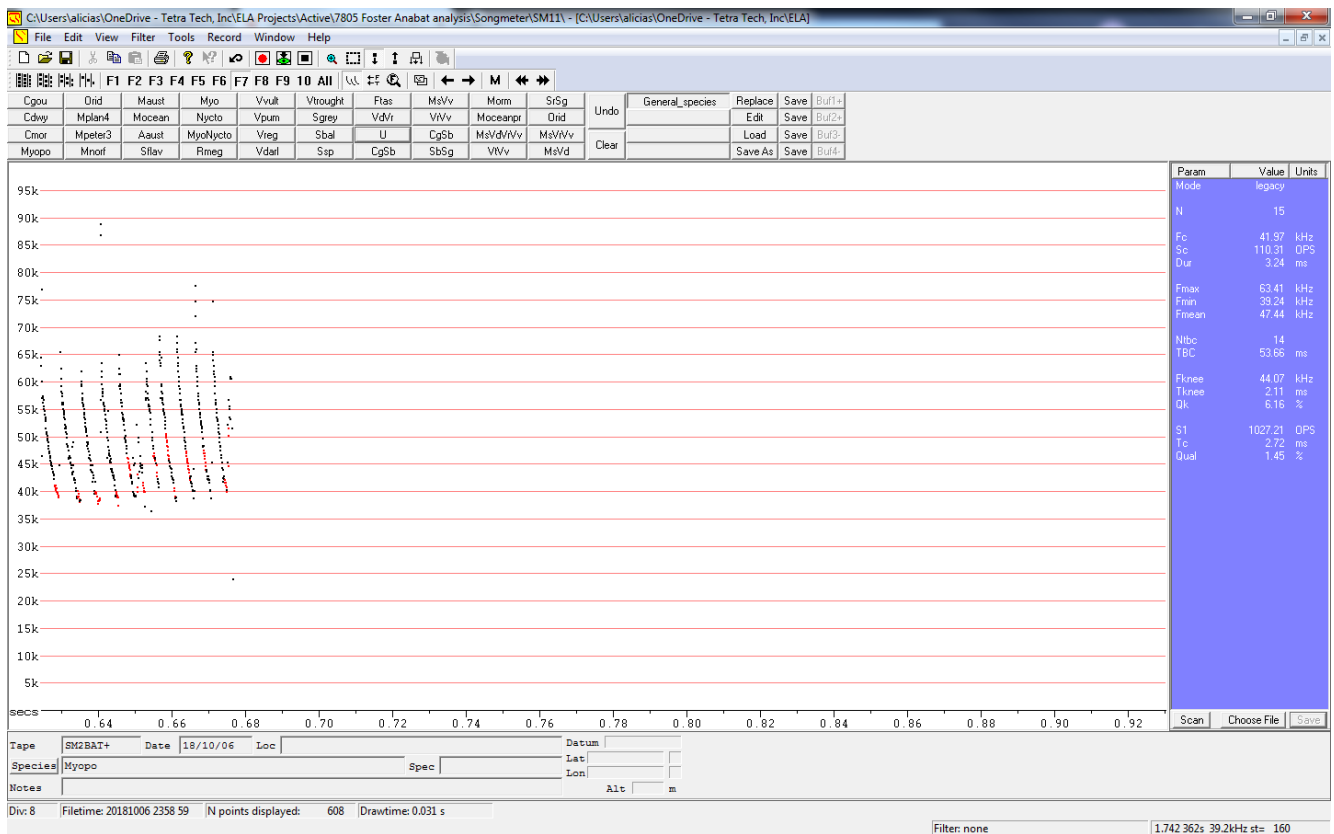 C:\Users\alicias\OneDrive - Tetra Tech, Inc\ELA Projects\Active\7805 Foster Anabat analysis\Songmeter\SM11\ - [C:\Users\alicias\OneDrive - Tetra Tech, Inc\ELA]
File Edit View Filter Tools Record Window Help
F1 F2 F3 F4 F5 F6 F7 F8 F9 10 All M
Cgou Orid Maust Myo Vvult Vtrought Ftas MsVv Morm SrSg Undo General_species Replace Save Buf1+
Cdwy Mplan4 Mocean Nycto Vpum Sgrey VdVr VrVv Moceanpr Orid Edit Save Buf2+
Cmor Mpeter3 Aaust MyoNycto Vreg Sbal U CgSb MsVdVrVv MsVrVv Clear Load Save Buf3-
Myopo Mnorf Sflav Rmeg Vdarl Ssp CgSb SbSg VtVv MsVd Save As Save Buf4-
Param Value Units
Mode legacy
N 15
Fc 41.97 kHz
Sc 110.31 OPS
Dur 3.24 ms
Fmax 63.41 kHz
Fmin 39.24 kHz
Fmean 47.44 kHz
Ntbc 14
TBC 53.66 ms
Fknee 44.07 kHz
Tknee 2.11 ms
Qk 6.16 %
S1 1027.21 OPS
Tc 2.72 ms
Qual 1.45 %
95k
90k
85k
80k
75k
70k
65k
60k
55k
50k
45k
40k
35k
30k
25k
20k
15k
10k
5k
secs 0.64 0.66 0.68 0.70 0.72 0.74 0.76 0.78 0.80 0.82 0.84 0.86 0.88 0.90 0.92
Scan Choose File Save
Tape SM2BAT+ Date 18/10/06 Loc Datum
Species Myopo Spec Lat
Lon
Notes Alt m
Div: 8 Filetime: 20181006 2358 59 N points displayed: 608 Drawtime: 0.031 s
Filter: none 1.742 362s 39.2kHz st= 160